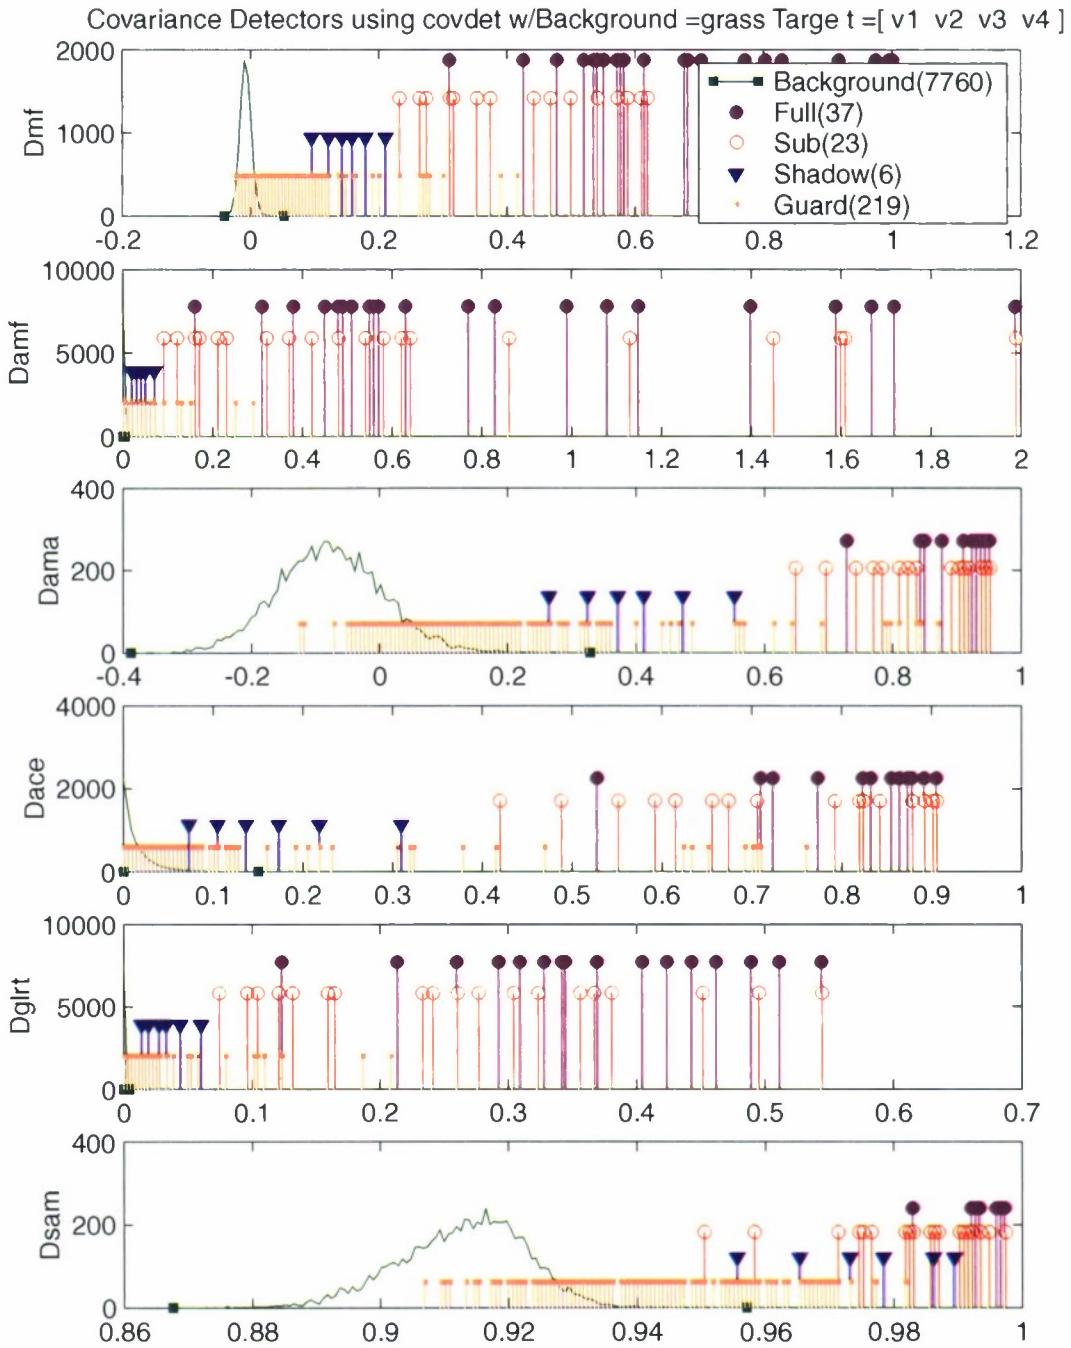 Covariance Detectors using covdet w/Background =grass Targe t =[ v1 v2 v3 v4 ]
2000
1000
0
Dmf
-0.2 0 0.2 0.4 0.6 0.8 1 1.2
Background(7760)
Full(37)
Sub(23)
Shadow(6)
Guard(219)
10000
5000
0
Damf
0 0.2 0.4 0.6 0.8 1 1.2 1.4 1.6 1.8 2
400
200
0
Dama
-0.4 -0.2 0 0.2 0.4 0.6 0.8 1
4000
2000
0
Dace
0 0.1 0.2 0.3 0.4 0.5 0.6 0.7 0.8 0.9 1
10000
5000
0
Dglrt
0 0.1 0.2 0.3 0.4 0.5 0.6 0.7
400
200
0
Dsam
0.86 0.88 0.9 0.92 0.94 0.96 0.98 1